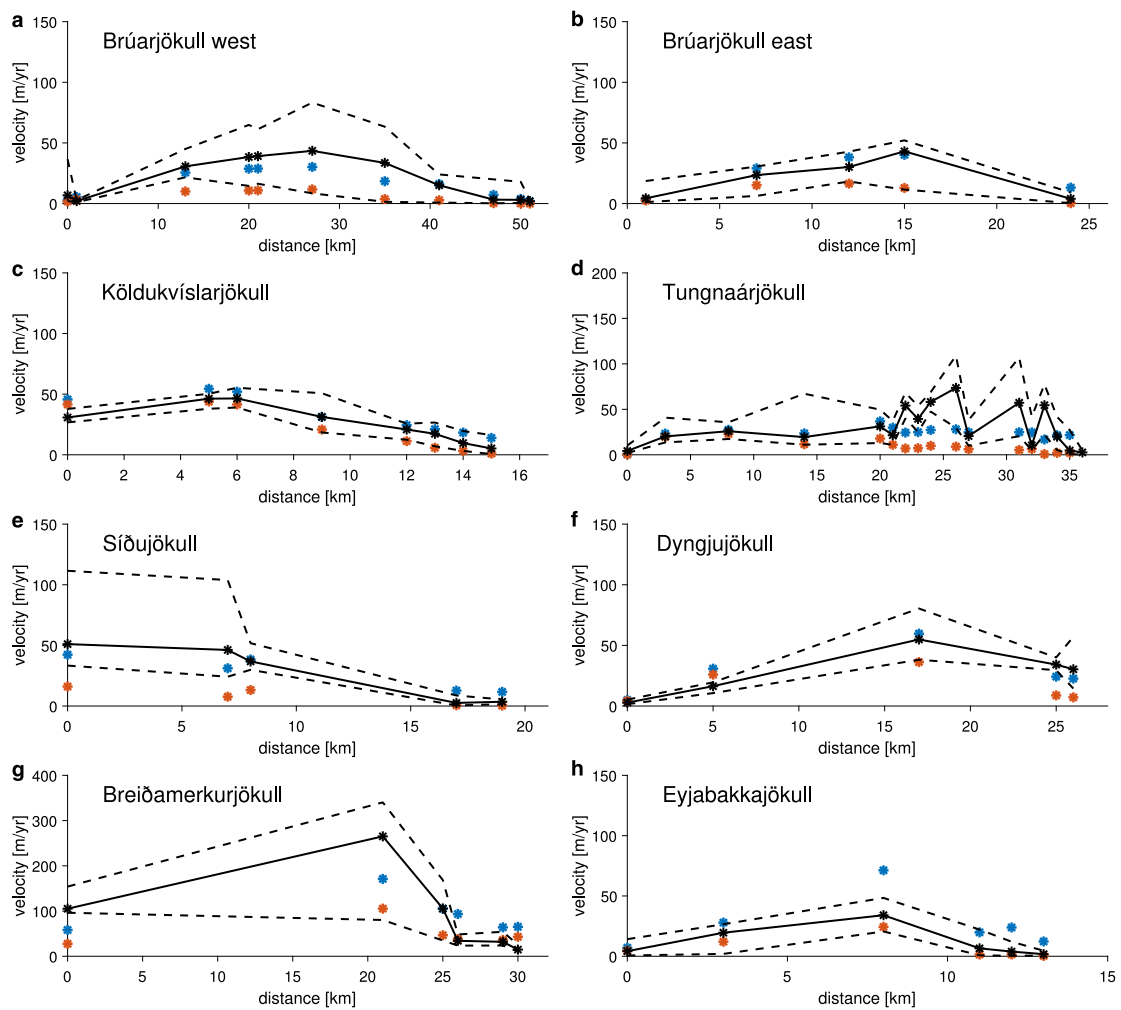 a
Brúarjökull west
velocity [m/yr]
150
100
50
0
0 10 20 30 40 50
distance [km]
b
Brúarjökull east
velocity [m/yr]
150
100
50
0
0 5 10 15 20 25
distance [km]
c
Köldukvíslarjökull
velocity [m/yr]
150
100
50
0
0 2 4 6 8 10 12 14 16
distance [km]
d
Tungnaárjökull
velocity [m/yr]
200
150
100
50
0
0 5 10 15 20 25 30 35
distance [km]
e
Síðujökull
velocity [m/yr]
150
100
50
0
0 5 10 15 20
distance [km]
f
Dyngjujökull
velocity [m/yr]
150
100
50
0
0 5 10 15 20 25
distance [km]
g
Breiðamerkurjökull
velocity [m/yr]
400
300
200
100
0
0 5 10 15 20 25 30
distance [km]
h
Eyjabakkajökull
velocity [m/yr]
150
100
50
0
0 5 10 15
distance [km]